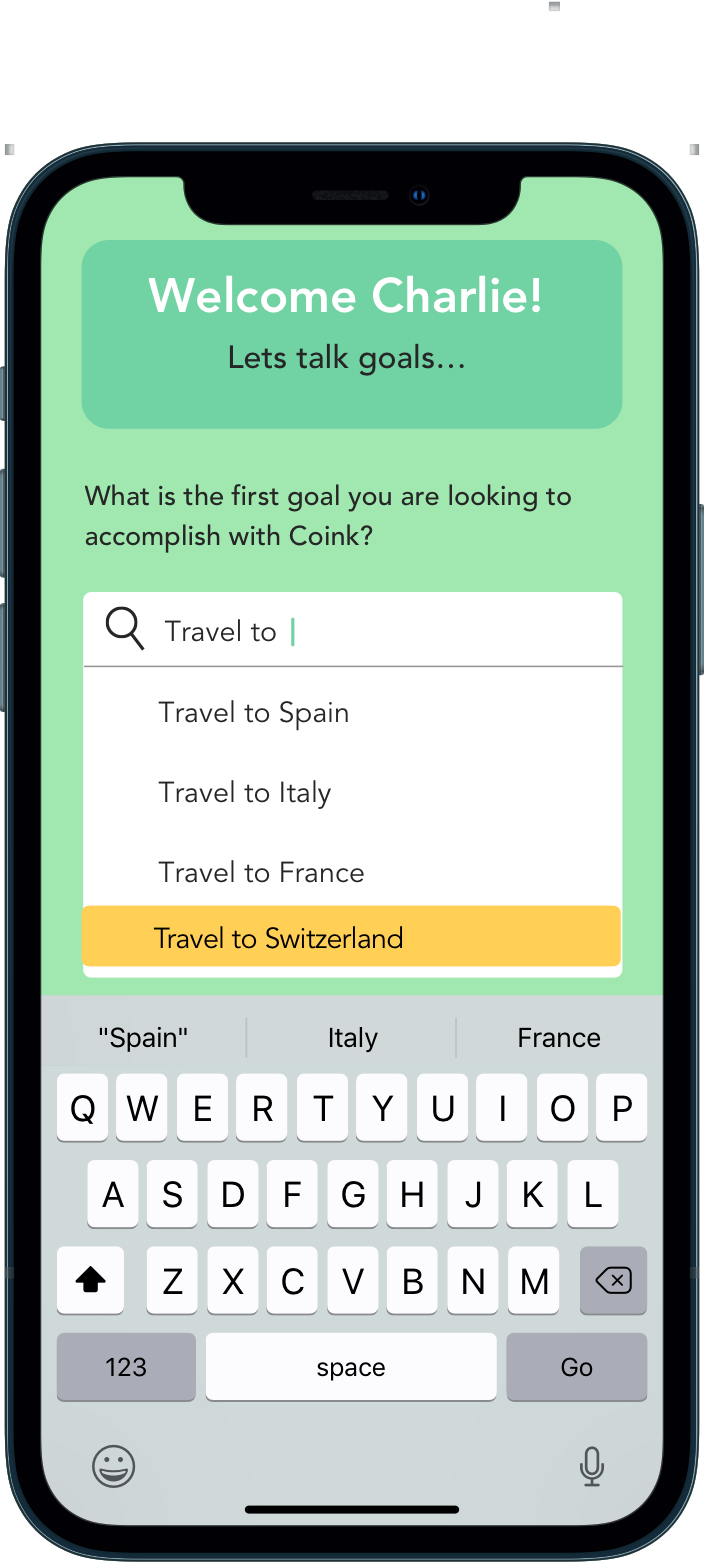 Welcome Charlie!
Lets talk goals...
What is the first goal you are looking to
accomplish with Coink?
Travel to
Travel to Spain
Travel to Italy
Travel to France
Travel to Switzerland
"Spain" Italy France
Q W E R T Y U I O P
A S D F G H J K L
Z X C V B N M
123 space Go